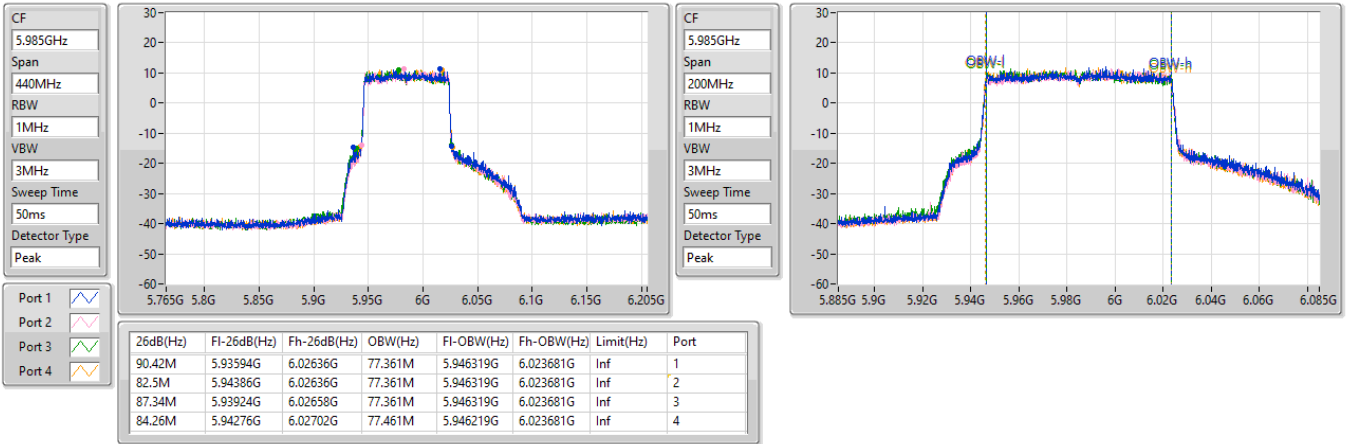 CF
5.985GHz
Span
440MHz
RBW
1MHz
VBW
3MHz
Sweep Time
50ms
Detector Type
Peak
30
20
10
0
-10
-20
-30
-40
-50
-60
5.765G 5.8G 5.85G 5.9G 5.95G 6G 6.05G 6.1G 6.15G 6.205G
CF
5.985GHz
Span
200MHz
RBW
1MHz
VBW
3MHz
Sweep Time
50ms
Detector Type
Peak
30
20
10
0
-10
-20
-30
-40
-50
-60
OBW-l OBW-h
5.885G 5.9G 5.92G 5.94G 5.96G 5.98G 6G 6.02G 6.04G 6.06G 6.085G
Port 1
Port 2
Port 3
Port 4
26dB(Hz) Fl-26dB(Hz) Fh-26dB(Hz) OBW(Hz) Fl-OBW(Hz) Fh-OBW(Hz) Limit(Hz) Port
90.42M 5.93594G 6.02636G 77.361M 5.946319G 6.023681G Inf 1
82.5M 5.94386G 6.02636G 77.361M 5.946319G 6.023681G Inf 2
87.34M 5.93924G 6.02658G 77.361M 5.946319G 6.023681G Inf 3
84.26M 5.94276G 6.02702G 77.461M 5.946219G 6.023681G Inf 4